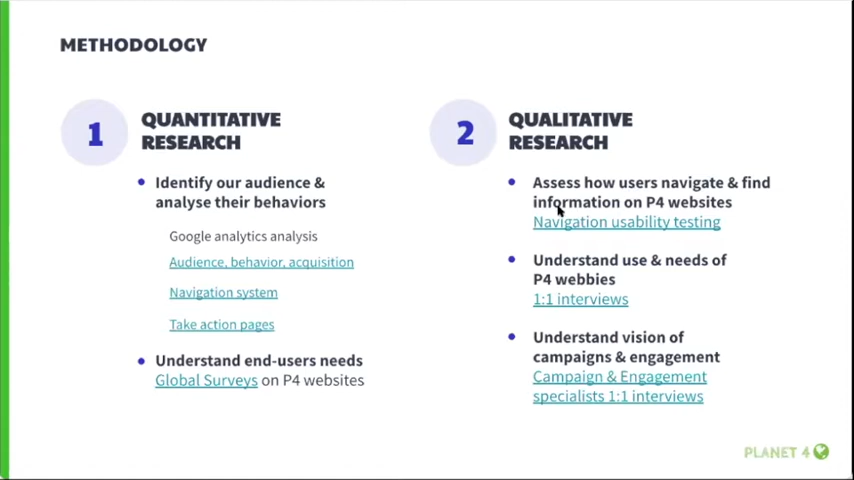 METHODOLOGY
1
QUANTITATIVE
RESEARCH
Identify our audience &
analyse their behaviors
Google analytics analysis
Audience, behavior, acquisition
Navigation system
Take action pages
Understand end-users needs
Global Surveys on P4 websites
2
QUALITATIVE
RESEARCH
Assess how users navigate & find
information on P4 websites
Navigation usability testing
Understand use & needs of
P4 webbies
1:1 interviews
Understand vision of
campaigns & engagement
Campaign & Engagement
specialists 1:1 interviews
PLANET 4